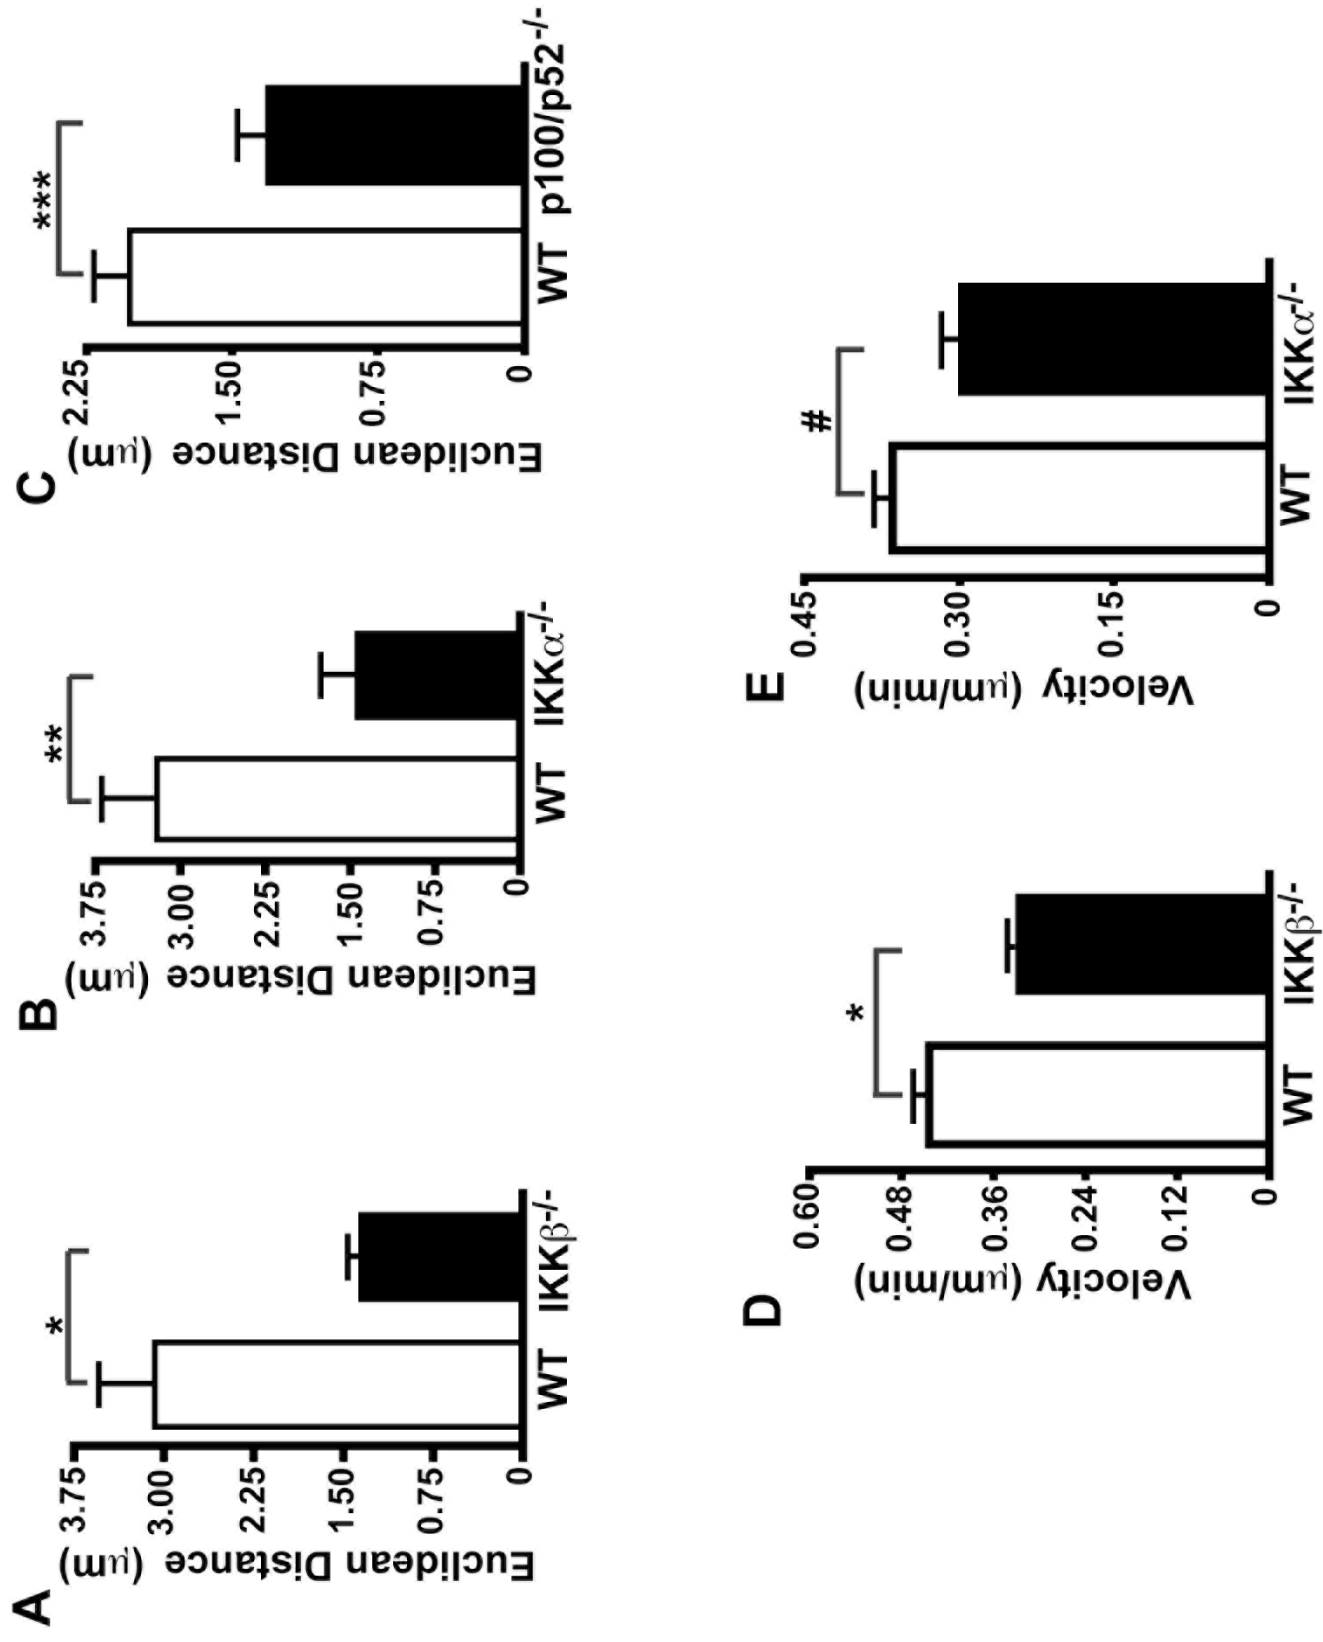 A
Euclidean Distance (μm)
3.75
3.00
2.25
1.50
0.75
0
*
WT
IKKβ-/-
B
Euclidean Distance (μm)
3.75
3.00
2.25
1.50
0.75
0
**
WT
IKKα-/-
C
Euclidean Distance (μm)
2.25
1.50
0.75
0
***
WT
p100/p52-/-
D
Velocity (μm/min)
0.60
0.48
0.36
0.24
0.12
0
*
WT
IKKβ-/-
E
Velocity (μm/min)
0.45
0.30
0.15
0
#
WT
IKKα-/-